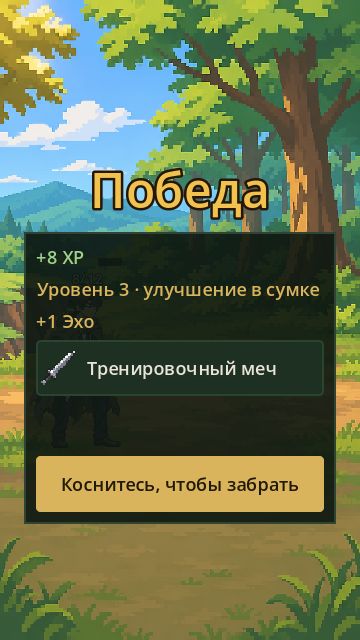 Победа
+8 XP
Уровень 3 · улучшение в сумке
+1 Эхо
Тренировочный меч
Коснитесь, чтобы забрать